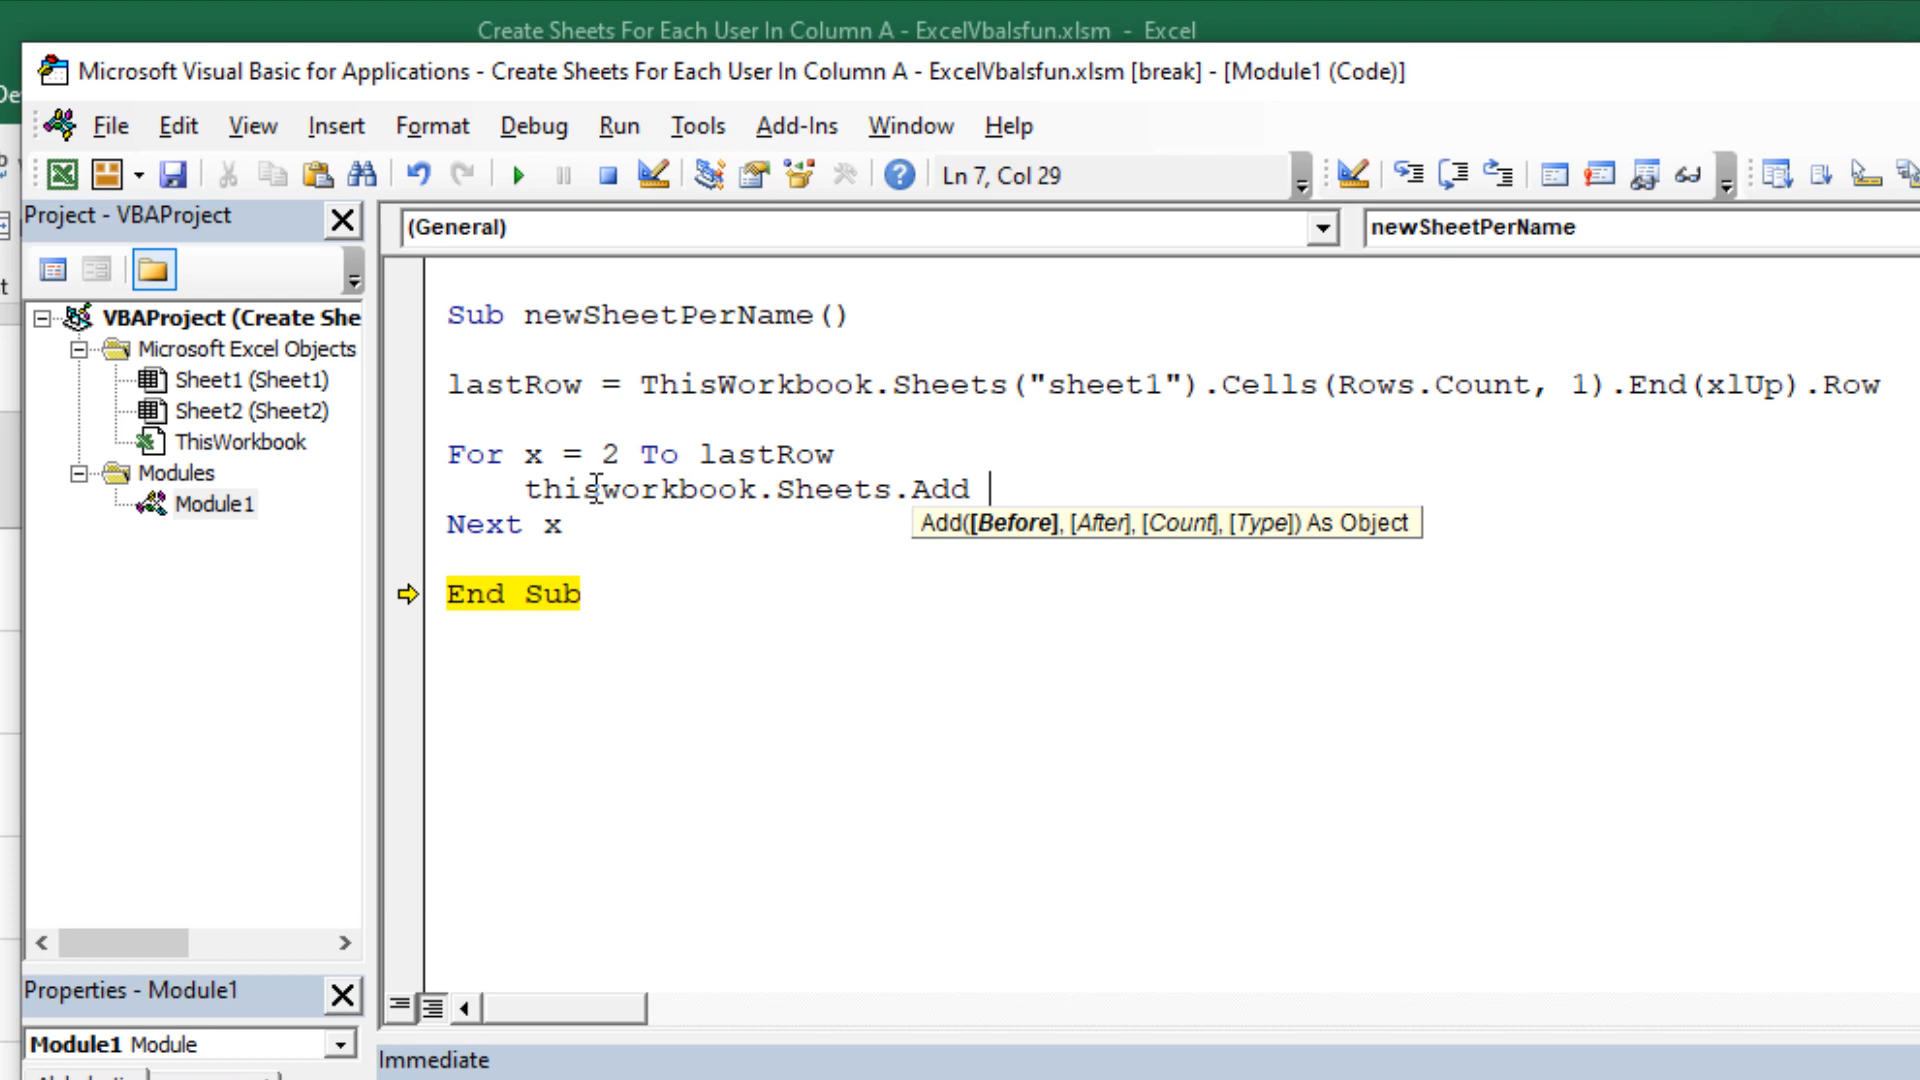 Create Sheets For Each User In Column A - ExcelVbaIsfun.xlsm - Excel
Microsoft Visual Basic for Applications - Create Sheets For Each User In Column A - ExcelVbaIsfun.xlsm [break] - [Module1 (Code)]
De
File Edit View Insert Format Debug Run Tools Add-Ins Window Help
Ln 7, Col 29
Project - VBAProject
(General)
newSheetPerName
VBAProject (Create She
Microsoft Excel Objects
Sheet1 (Sheet1)
Sheet2 (Sheet2)
ThisWorkbook
Modules
Module1
Sub newSheetPerName()
lastRow = ThisWorkbook.Sheets("sheet1").Cells(Rows.Count, 1).End(xlUp).Row
For x = 2 To lastRow
thisworkbook.Sheets.Add
Add([Before], [After], [Count], [Type]) As Object
Next x
End Sub
Properties - Module1
Module1 Module
Immediate